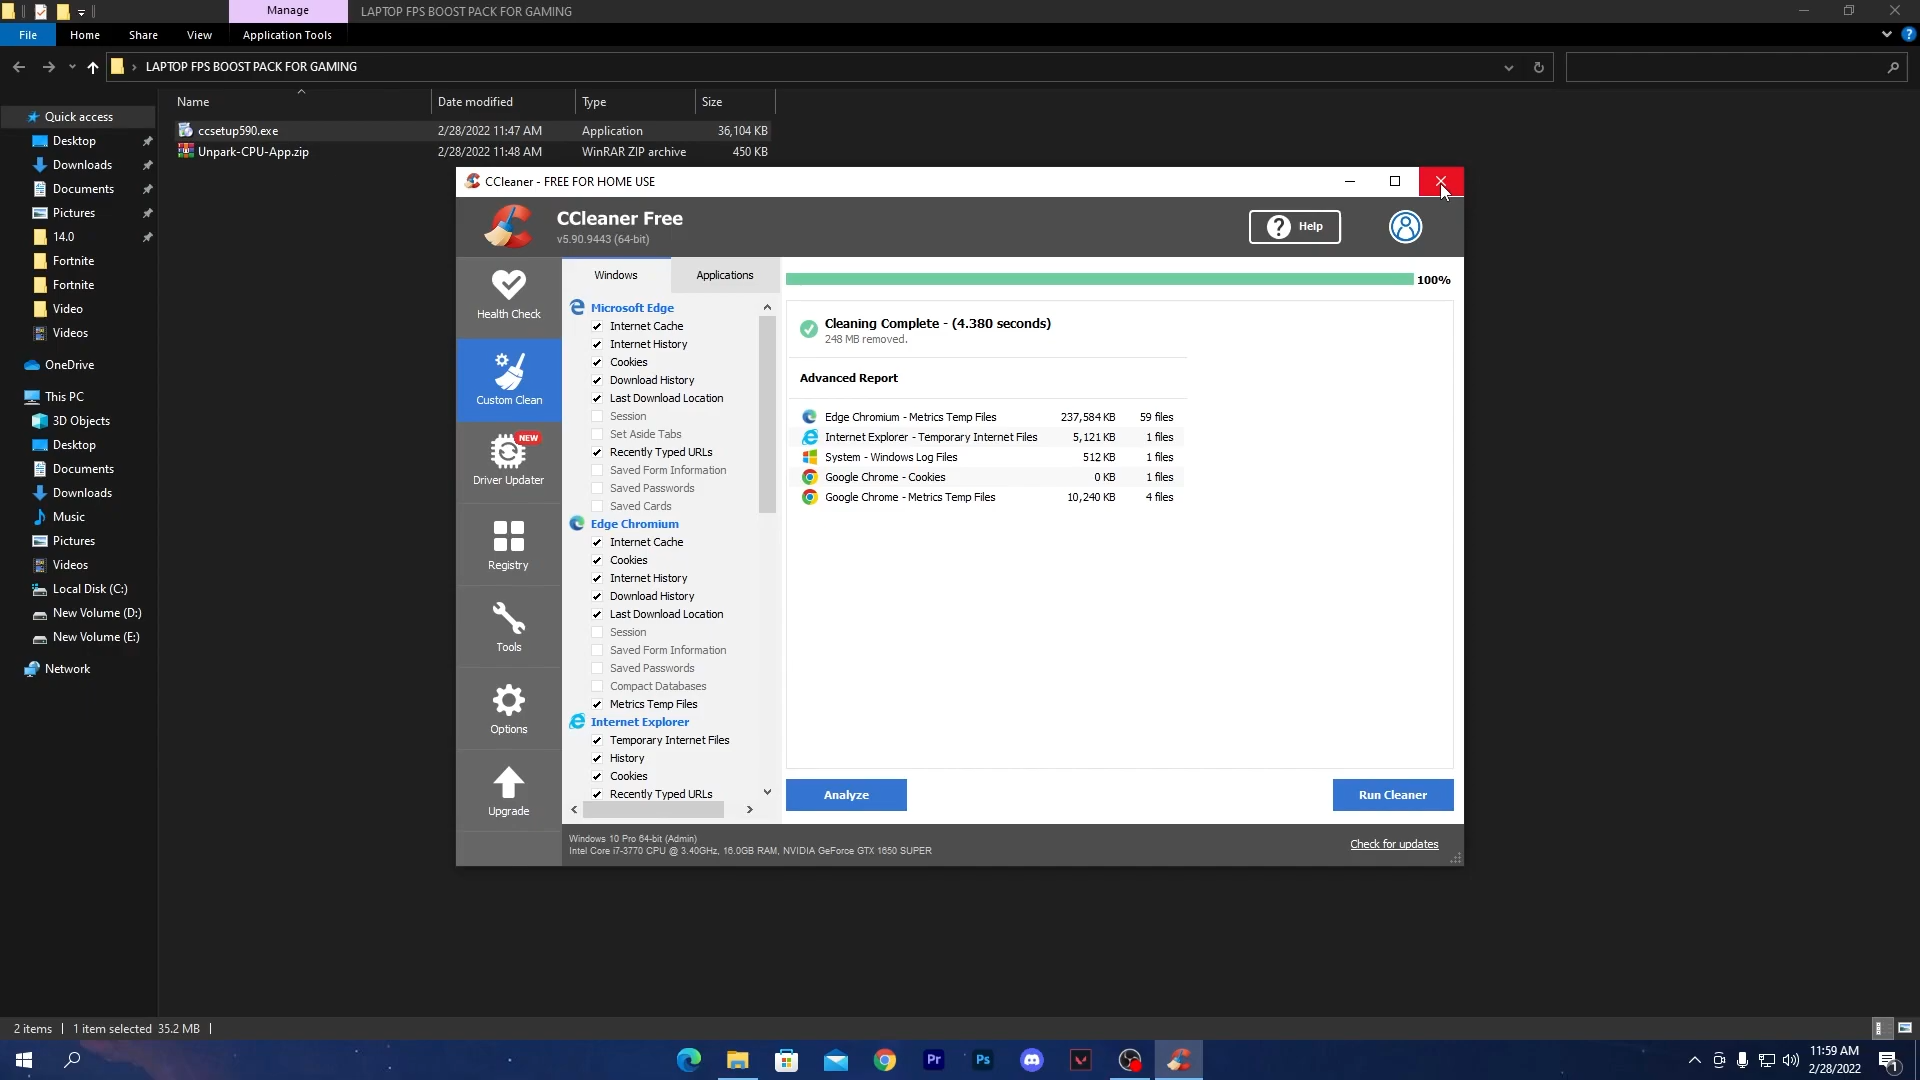 Manage
LAPTOP FPS BOOST PACK FOR GAMING
File
Home
Share
View
Application Tools
LAPTOP FPS BOOST PACK FOR GAMING
Name
Date modified
Type
Size
ccsetup590.exe
2/28/2022 11:47 AM
Application
36,104 KB
Unpark-CPU-App.zip
2/28/2022 11:48 AM
WinRAR ZIP archive
450 KB
Quick access
Desktop
Downloads
Documents
Pictures
14.0
Fortnite
Fortnite
Video
Videos
OneDrive
This PC
3D Objects
Desktop
Documents
Downloads
Music
Pictures
Videos
Local Disk (C:)
New Volume (D:)
New Volume (E:)
Network
CCleaner - FREE FOR HOME USE
CCleaner Free
v5.90.9443 (64-bit)
? Help
Health Check
Custom Clean
NEW
Driver Updater
Registry
Tools
Options
Upgrade
Windows
Applications
Microsoft Edge
Internet Cache
Internet History
Cookies
Download History
Last Download Location
Session
Set Aside Tabs
Recently Typed URLs
Saved Form Information
Saved Passwords
Saved Cards
Edge Chromium
Internet Cache
Cookies
Internet History
Download History
Last Download Location
Session
Saved Form Information
Saved Passwords
Compact Databases
Metrics Temp Files
Internet Explorer
Temporary Internet Files
History
Cookies
Recently Typed URLs
100%
Cleaning Complete - (4.380 seconds)
248 MB removed.
Advanced Report
Edge Chromium - Metrics Temp Files 237,584 KB 59 files
Internet Explorer - Temporary Internet Files 5,121 KB 1 files
System - Windows Log Files 512 KB 1 files
Google Chrome - Cookies 0 KB 1 files
Google Chrome - Metrics Temp Files 10,240 KB 4 files
Analyze
Run Cleaner
Windows 10 Pro 64-bit (Admin)
Intel Core i7-3770 CPU @ 3.40GHz, 16.0GB RAM, NVIDIA GeForce GTX 1650 SUPER
Check for updates
2 items
1 item selected 35.2 MB
Pr
Ps
11:59 AM
2/28/2022
1